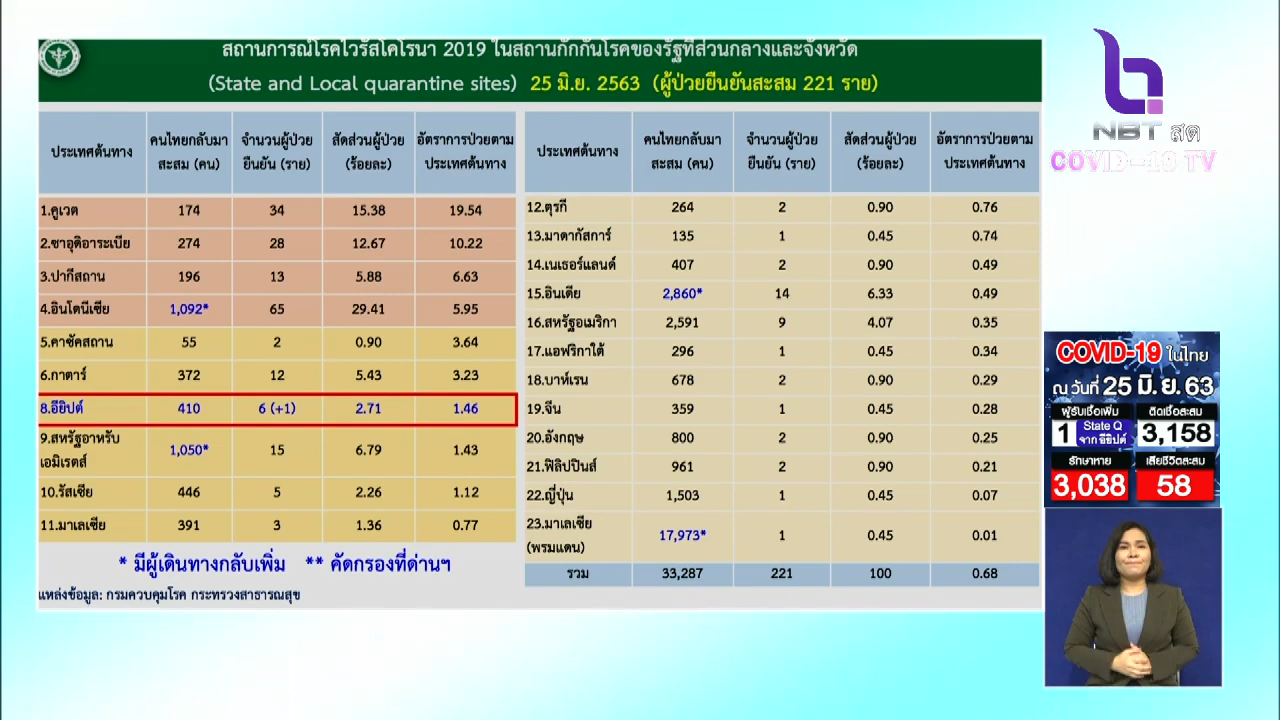 สถานการณ์โรคไวรัสโคโรนา 2019 ในสถานกักกันโรคของรัฐที่ส่วนกลางและจังหวัด
(State and Local quarantine sites) 25 มิ.ย. 2563 (ผู้ป่วยยืนยันสะสม 221 ราย)
ประเทศต้นทาง คนไทยกลับมาสะสม (คน) จำนวนผู้ป่วยยืนยัน (ราย) สัดส่วนผู้ป่วย (ร้อยละ) อัตราการป่วยตามประเทศต้นทาง
1.คูเวต 174 34 15.38 19.54
2.ซาอุดิอาระเบีย 274 28 12.67 10.22
3.ปากีสถาน 196 13 5.88 6.63
4.อินโดนีเซีย 1,092* 65 29.41 5.95
5.คาซัคสถาน 55 2 0.90 3.64
6.กาตาร์ 372 12 5.43 3.23
8.อียิปต์ 410 6 (+1) 2.71 1.46
9.สหรัฐอาหรับเอมิเรตส์ 1,050* 15 6.79 1.43
10.รัสเซีย 446 5 2.26 1.12
11.มาเลเซีย 391 3 1.36 0.77
* มีผู้เดินทางกลับเพิ่ม ** คัดกรองที่ด่านฯ
แหล่งข้อมูล: กรมควบคุมโรค กระทรวงสาธารณสุข
ประเทศต้นทาง คนไทยกลับมาสะสม (คน) จำนวนผู้ป่วยยืนยัน (ราย) สัดส่วนผู้ป่วย (ร้อยละ) อัตราการป่วยตามประเทศต้นทาง
12.ตุรกี 264 2 0.90 0.76
13.มาดากัสการ์ 135 1 0.45 0.74
14.เนเธอร์แลนด์ 407 2 0.90 0.49
15.อินเดีย 2,860* 14 6.33 0.49
16.สหรัฐอเมริกา 2,591 9 4.07 0.35
17.แอฟริกาใต้ 296 1 0.45 0.34
18.บาห์เรน 678 2 0.90 0.29
19.จีน 359 1 0.45 0.28
20.อังกฤษ 800 2 0.90 0.25
21.ฟิลิปปินส์ 961 2 0.90 0.21
22.ญี่ปุ่น 1,503 1 0.45 0.07
23.มาเลเซีย (พรมแดน) 17,973* 1 0.45 0.01
รวม 33,287 221 100 0.68
NBT สด
COVID-19 TV
COVID-19 ในไทย
ณ วันที่ 25 มิ.ย. 63
ผู้รับเชื้อเพิ่ม ติดเชื้อสะสม
1 State Q จาก อียิปต์ 3,158
รักษาหาย เสียชีวิตสะสม
3,038 58